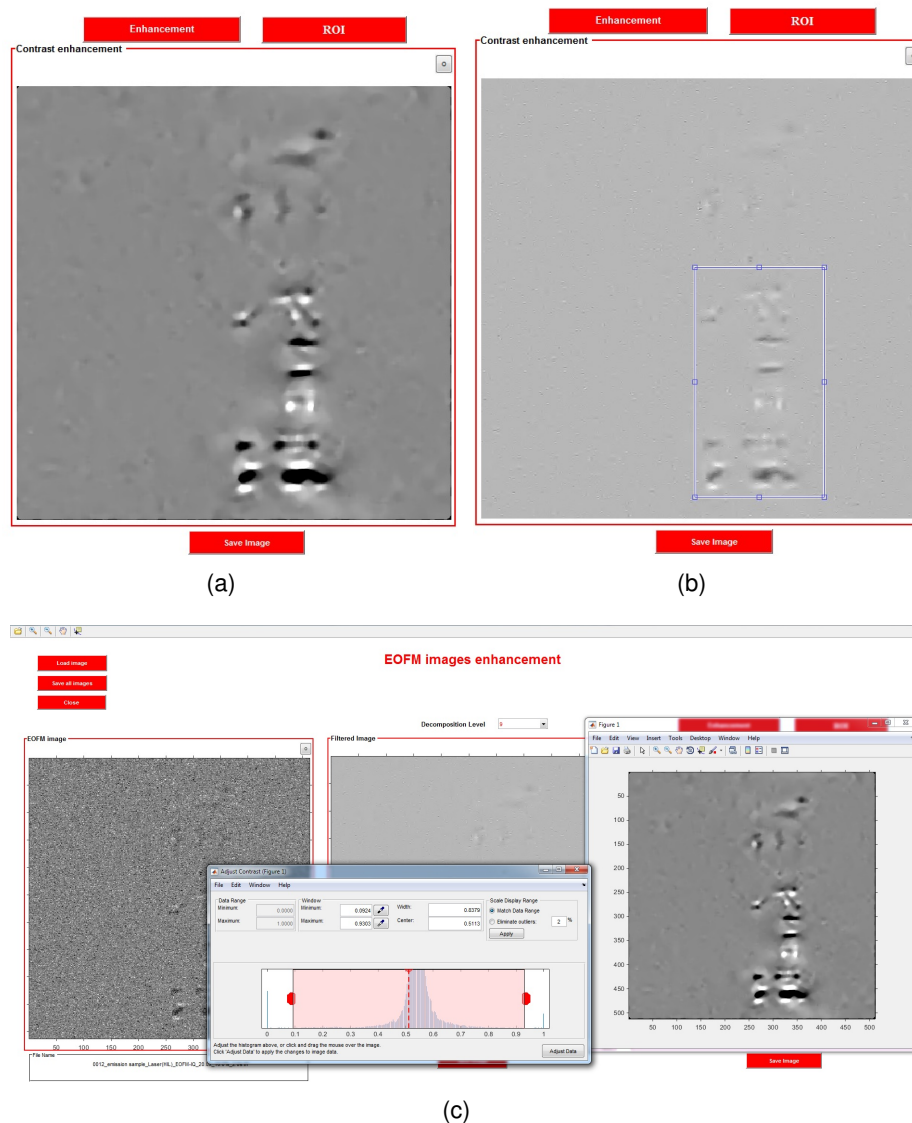 Enhancement
ROI
Contrast enhancement
Save Image
(a)
Enhancement
ROI
Contrast enhancement
Save Image
(b)
EOFM images enhancement
Load image
Save all images
Close
Decomposition Level
EOFM image
Filtered Image
Figure 1
File Edit View Insert Tools Desktop Window Help
50
100
150
200
250
300
350
400
450
500
50 100 150 200 250 300 350 400 450 500
Adjust Contrast (Figure 1)
File Edit Window Help
Data Range
Minimum: 0.0000
Maximum: 1.0000
Window
Minimum: 0.0924
Maximum: 0.9303
Width: 0.8379
Center: 0.5113
Scale Display Range
Match Data Range
Eliminate outliers: 2 %
Apply
0 0.1 0.2 0.3 0.4 0.5 0.6 0.7 0.8 0.9 1
Adjust the histogram above, or click and drag the mouse over the image.
Click 'Adjust Data' to apply the changes to image data.
Adjust Data
50 100 150 200 250 300
File Name
0012_emission sample_Laser(HL)_EOFM-IQ_20.
Save Image
(c)